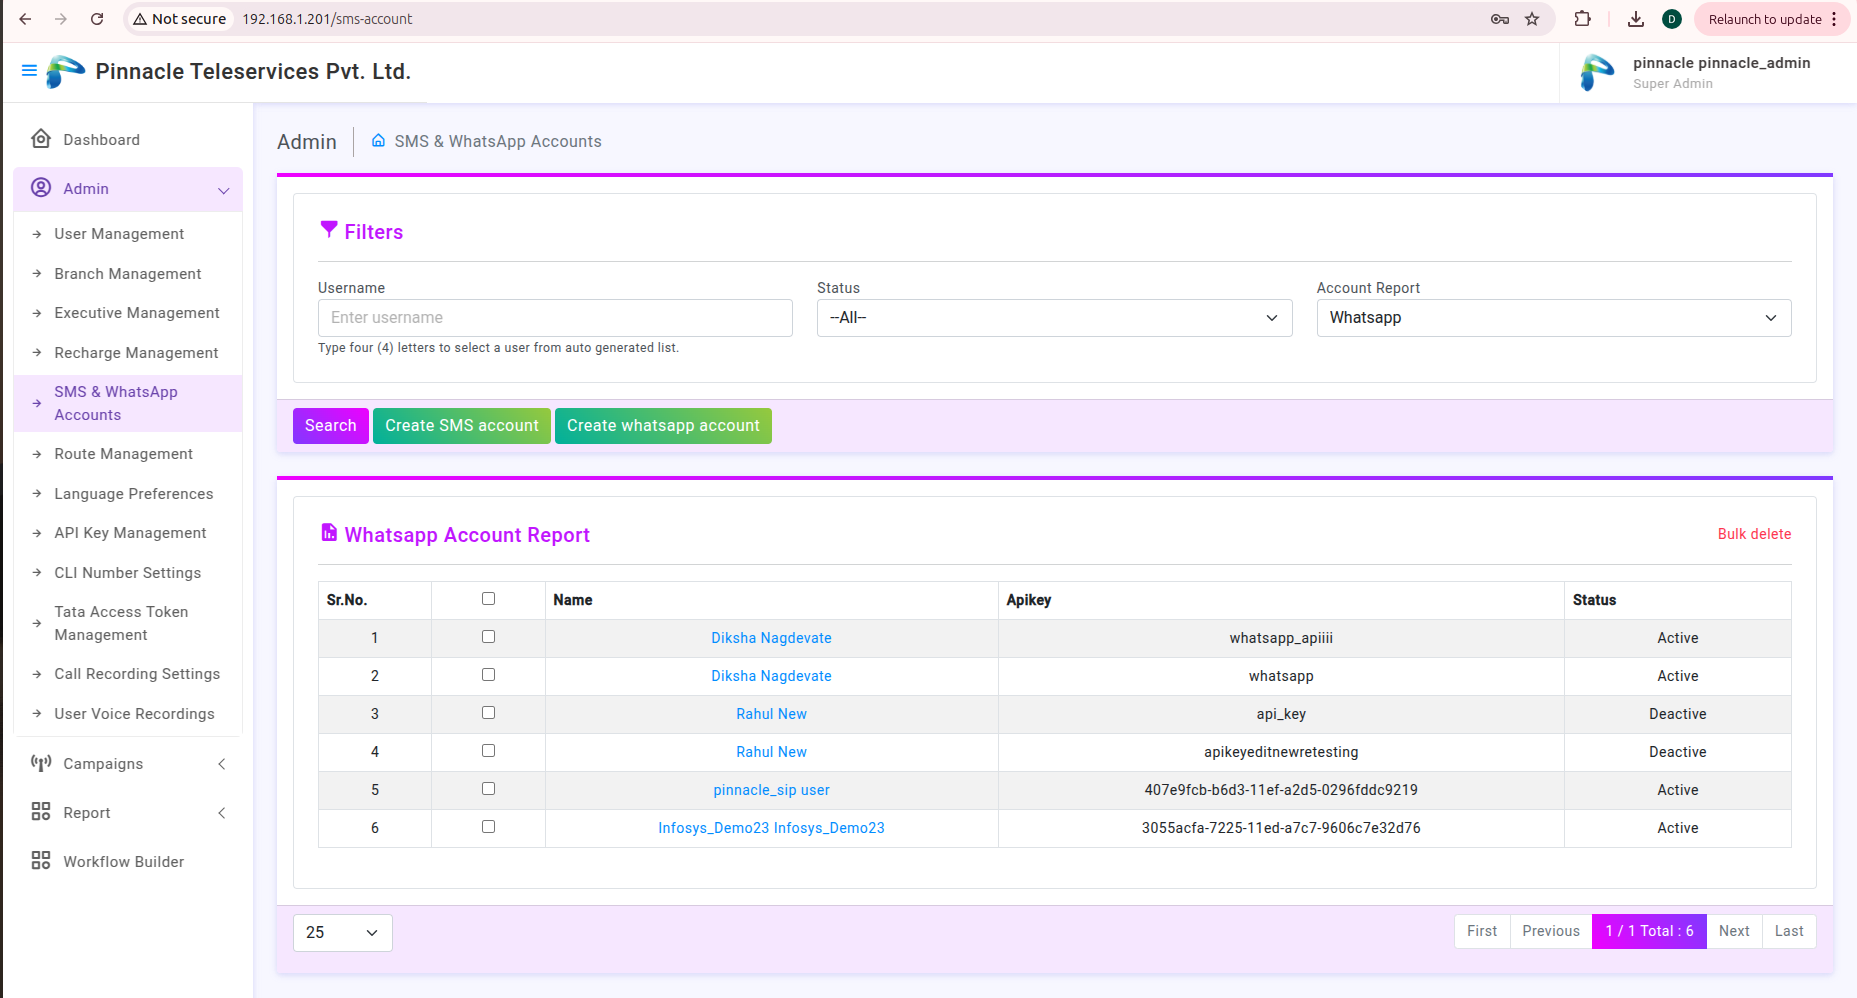 Not secure 192.168.1.201/sms-account
D
Relaunch to update
Pinnacle Teleservices Pvt. Ltd.
pinnacle pinnacle_admin
Super Admin
Dashboard
Admin
User Management
Branch Management
Executive Management
Recharge Management
SMS & WhatsApp
Accounts
Route Management
Language Preferences
API Key Management
CLI Number Settings
Tata Access Token
Management
Call Recording Settings
User Voice Recordings
Campaigns
Report
Workflow Builder
Admin
SMS & WhatsApp Accounts
Filters
Username
Status
Account Report
Enter username
--All--
Whatsapp
Type four (4) letters to select a user from auto generated list.
Search
Create SMS account
Create whatsapp account
Whatsapp Account Report
Bulk delete
Sr.No. Name Apikey Status
1 Diksha Nagdevate whatsapp_apiiii Active
2 Diksha Nagdevate whatsapp Active
3 Rahul New api_key Deactive
4 Rahul New apikeyeditnewretesting Deactive
5 pinnacle_sip user 407e9fcb-b6d3-11ef-a2d5-0296fddc9219 Active
6 Infosys_Demo23 Infosys_Demo23 3055acfa-7225-11ed-a7c7-9606c7e32d76 Active
25
First Previous 1 / 1 Total : 6 Next Last